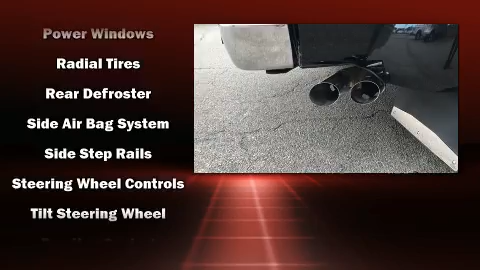 Power Windows
Radial Tires
Rear Defroster
Side Air Bag System
Side Step Rails
Steering Wheel Controls
Tilt Steering Wheel